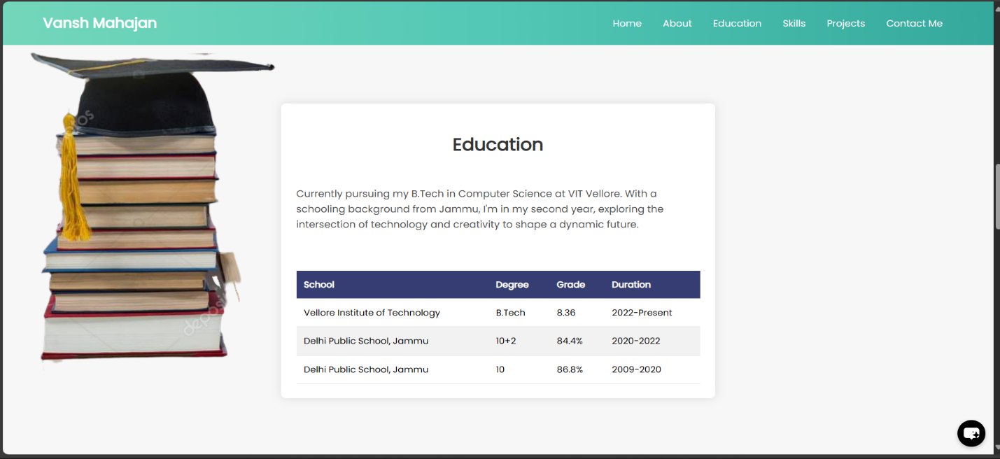 Vansh Mahajan
Home About Education Skills Projects Contact Me
Education
Currently pursuing my B.Tech in Computer Science at VIT Vellore. With a
schooling background from Jammu, I'm in my second year, exploring the
intersection of technology and creativity to shape a dynamic future.
School Degree Grade Duration
Vellore Institute of Technology B.Tech 8.36 2022-Present
Delhi Public School, Jammu 10+2 84.4% 2020-2022
Delhi Public School, Jammu 10 86.8% 2009-2020